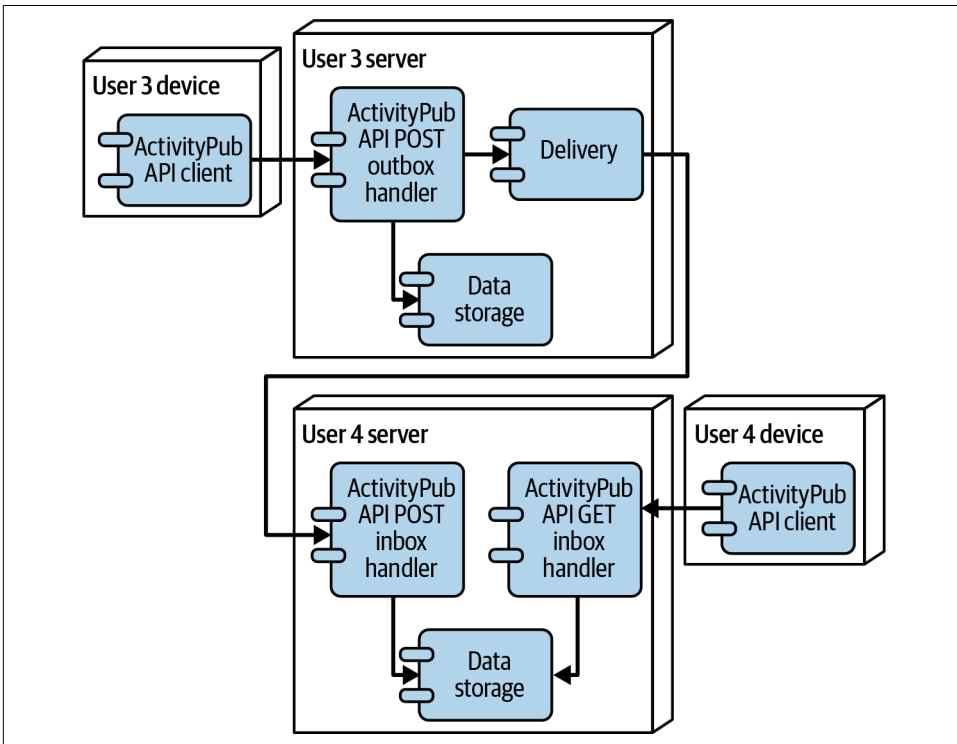 User 3 server
User 3 device
ActivityPub
API client
ActivityPub
API POST
outbox
handler
Delivery
Data
storage
User 4 server
User 4 device
ActivityPub
API POST
inbox
handler
ActivityPub
API GET
inbox
handler
ActivityPub
API client
Data
storage